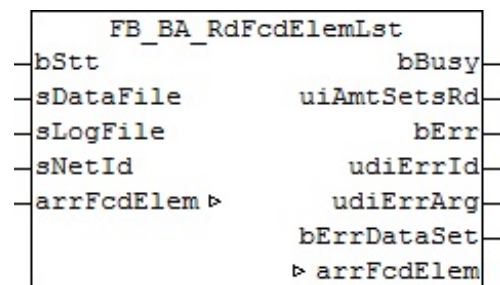 FB_BA_RdFcdElemLst
bStt bBusy
sDataFile uiAmtSetsRd
sLogFile bErr
sNetId udiErrId
arrFcdElem ▷ udiErrArg
bErrDataSet
▷ arrFcdElem